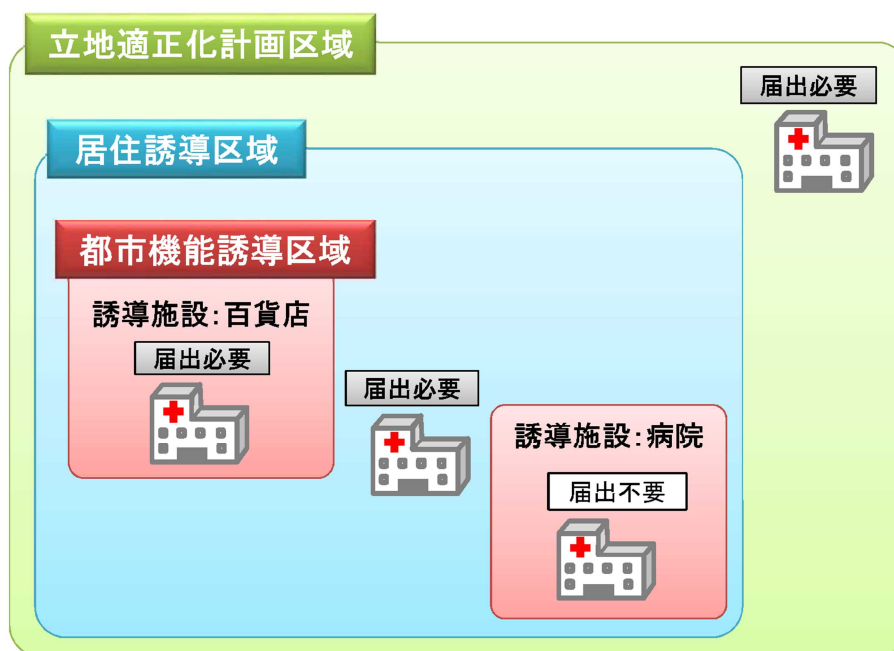 立地適正化計画区域
届出必要
居住誘導区域
都市機能誘導区域
誘導施設：百貨店
届出必要
届出必要
誘導施設：病院
届出不要